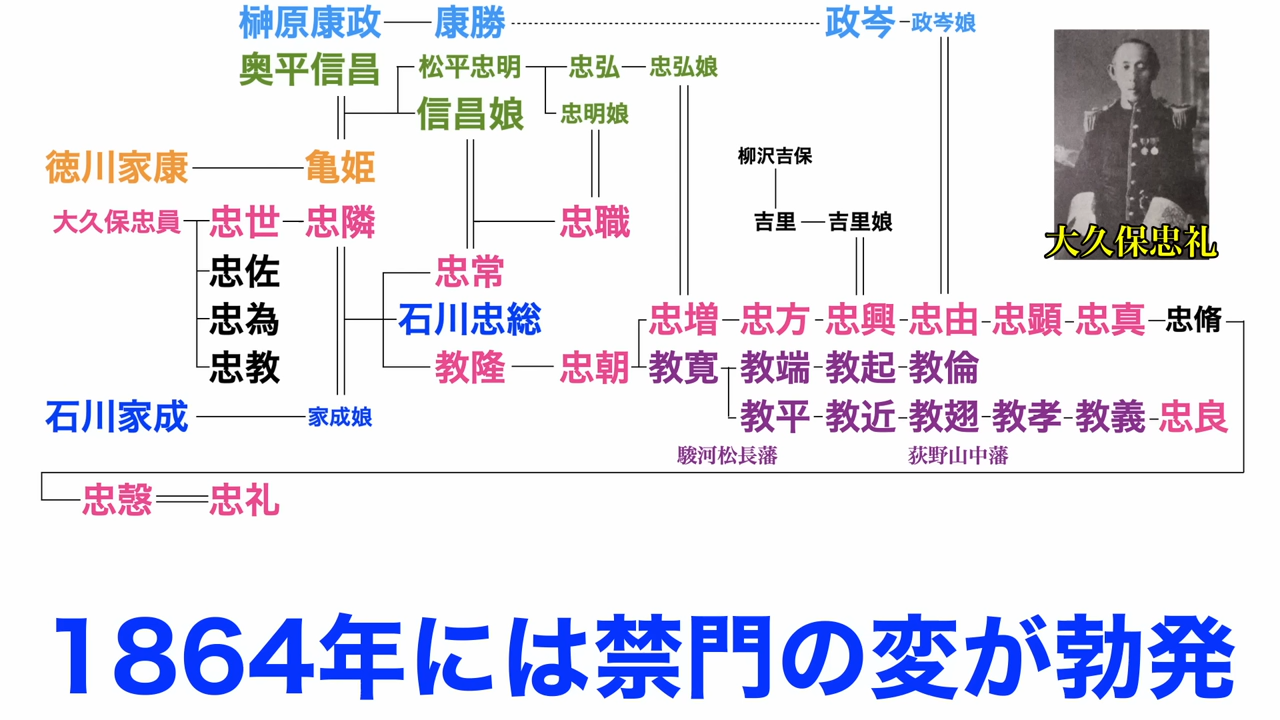 榊原康政 康勝 政岑 政岑娘
奥平信昌 松平忠明 忠弘 忠弘娘
信昌娘 忠明娘
柳沢吉保
徳川家康 亀姫
大久保忠員 忠世 忠隣 忠職 吉里 吉里娘
大久保忠礼
忠佐 忠常
忠為 石川忠総 忠増 忠方 忠興 忠由 忠顕 忠真 忠脩
忠教 教隆 忠朝 教寛 教端 教起 教倫
石川家成 家成娘 教平 教近 教翅 教孝 教義 忠良
駿河松長藩 荻野山中藩
忠愨 忠礼
1864年には禁門の変が勃発